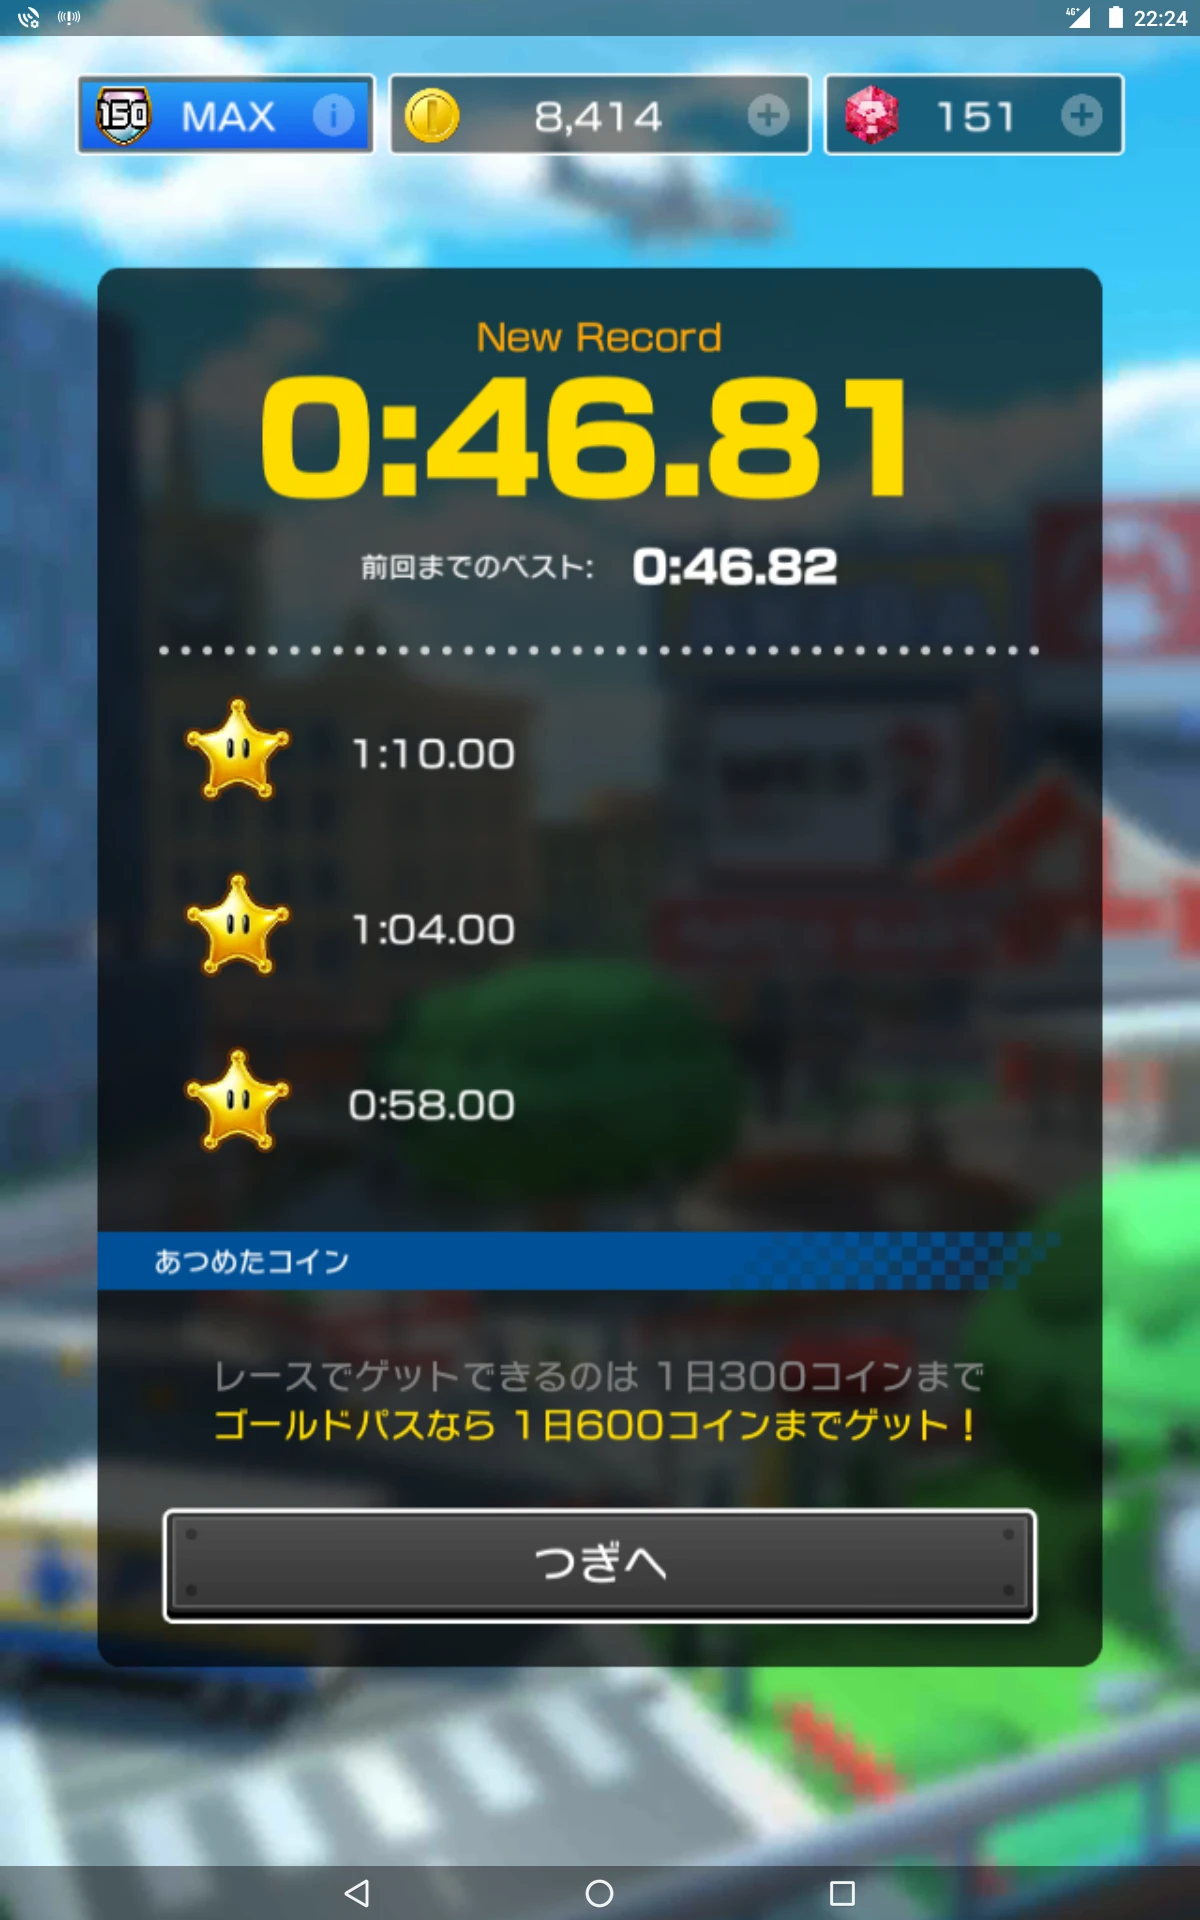 4G+ 22:24
150 MAX i 8,414 + 151 +
New Record
0:46.81
前回までのベスト: 0:46.82
1:10.00
1:04.00
0:58.00
あつめたコイン
レースでゲットできるのは 1日300コインまで
ゴールドパスなら 1日600コインまでゲット！
つぎへ